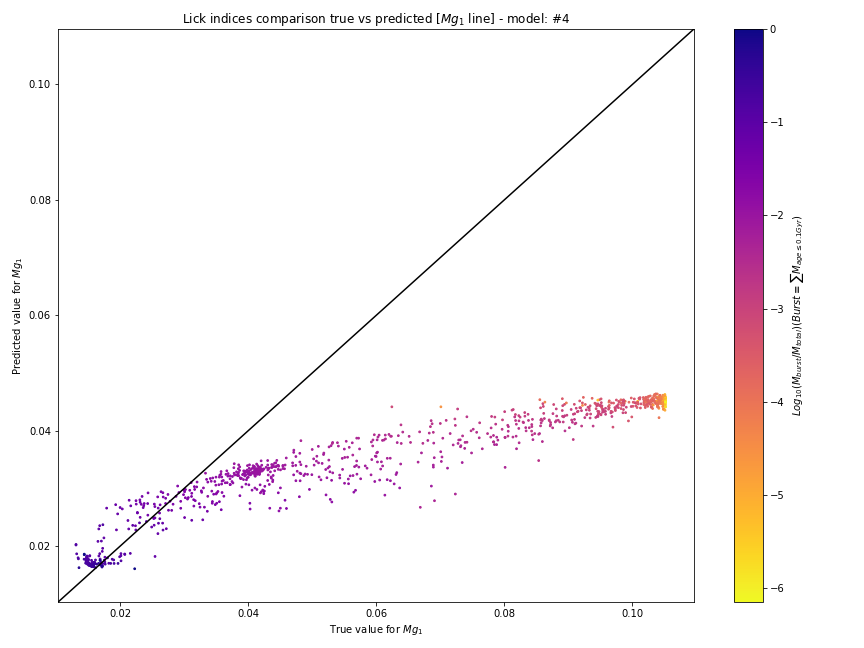 Lick indices comparison true vs predicted [$Mg_1$ line] - model: #4
0.10
0.08
0.06
0.04
0.02
Predicted value for $Mg_1$
0.02 0.04 0.06 0.08 0.10
True value for $Mg_1$
0
−1
−2
−3
−4
−5
−6
$Log_{10}(M_{burst}/M_{total})(Burst = \sum M_{age \leq 0.1Gyr})$